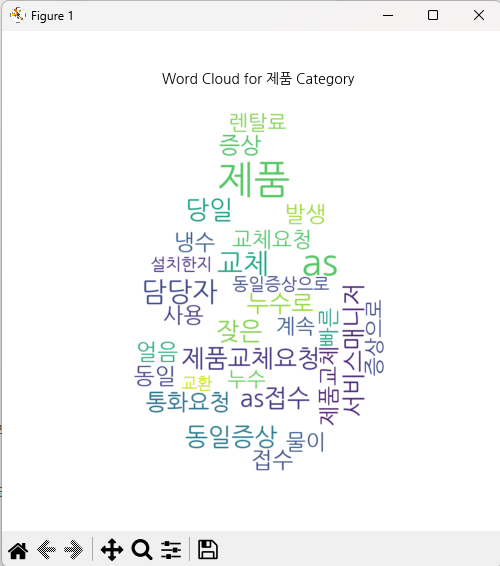 Figure 1
Word Cloud for 제품 Category
렌탈료
증상
제품
당일
발생
냉수
교체요청
설치한지
교체
as
담당자
동일증상으로
사용
누수로
잦은
계속
빠른
서비스매니저
증상으로
얼음
제품교체요청
제품교체
동일
교환
누수
통화요청
as접수
동일증상
물이
접수